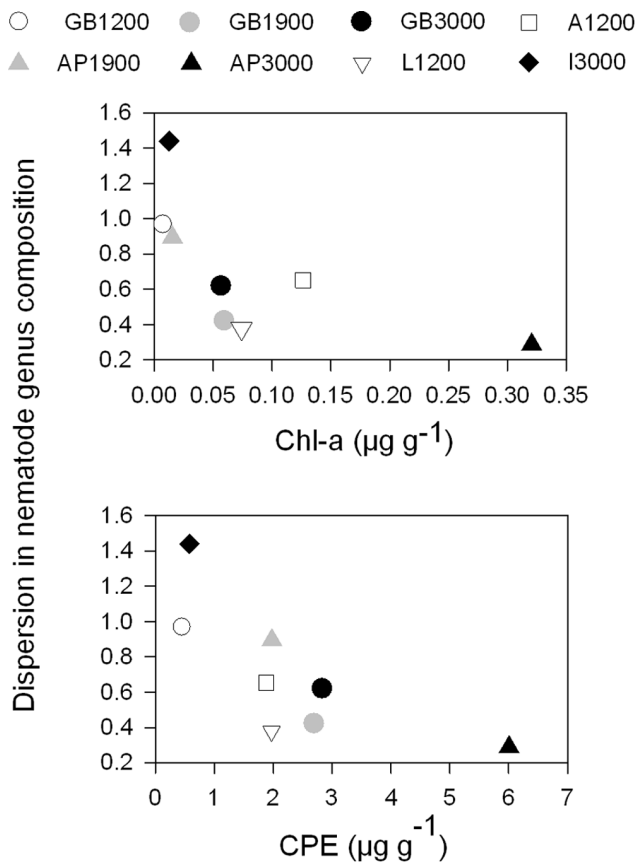 GB1200 GB1900 GB3000 A1200
AP1900 AP3000 L1200 I3000
Dispersion in nematode genus composition
1.6
1.4
1.2
1.0
0.8
0.6
0.4
0.2
0.00 0.05 0.10 0.15 0.20 0.25 0.30 0.35
Chl-a (µg g⁻¹)
1.6
1.4
1.2
1.0
0.8
0.6
0.4
0.2
0 1 2 3 4 5 6 7
CPE (µg g⁻¹)